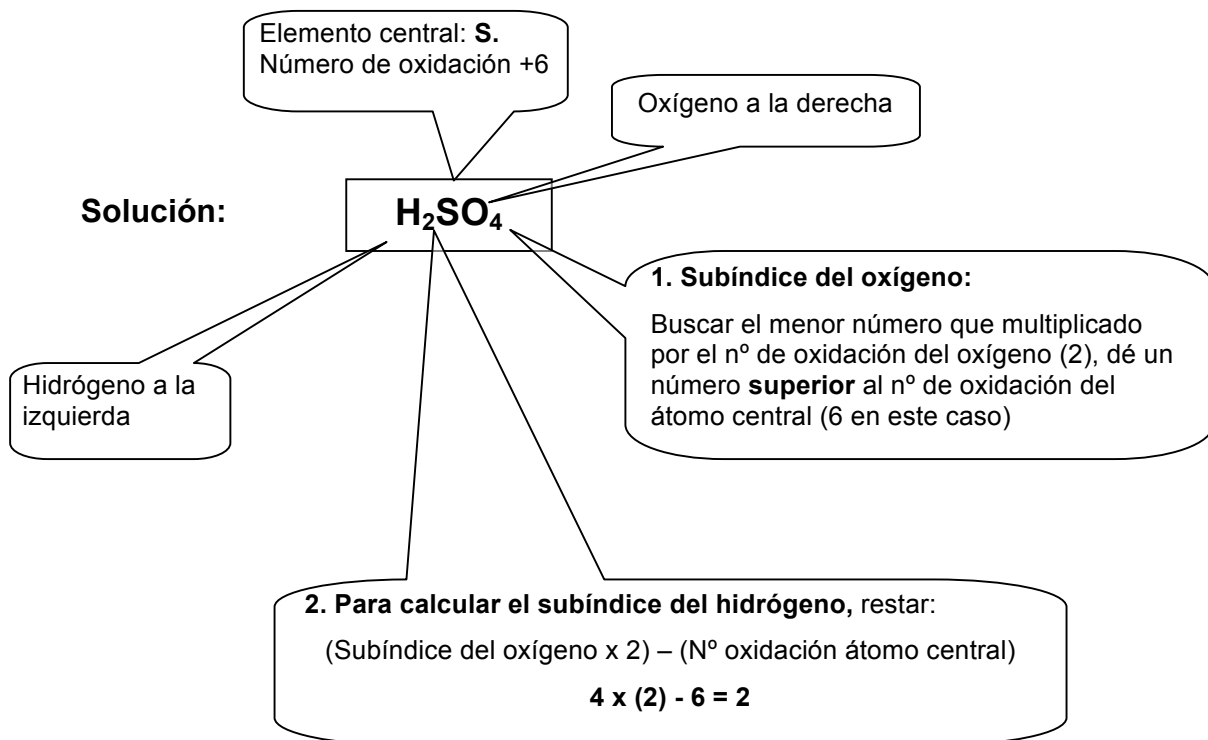 Elemento central: S.
Número de oxidación +6
Oxígeno a la derecha
Solución:
H₂SO₄
1. Subíndice del oxígeno:
Buscar el menor número que multiplicado
por el nº de oxidación del oxígeno (2), dé un
número superior al nº de oxidación del
átomo central (6 en este caso)
Hidrógeno a la
izquierda
2. Para calcular el subíndice del hidrógeno, restar:
(Subíndice del oxígeno x 2) – (Nº oxidación átomo central)
4 x (2) - 6 = 2